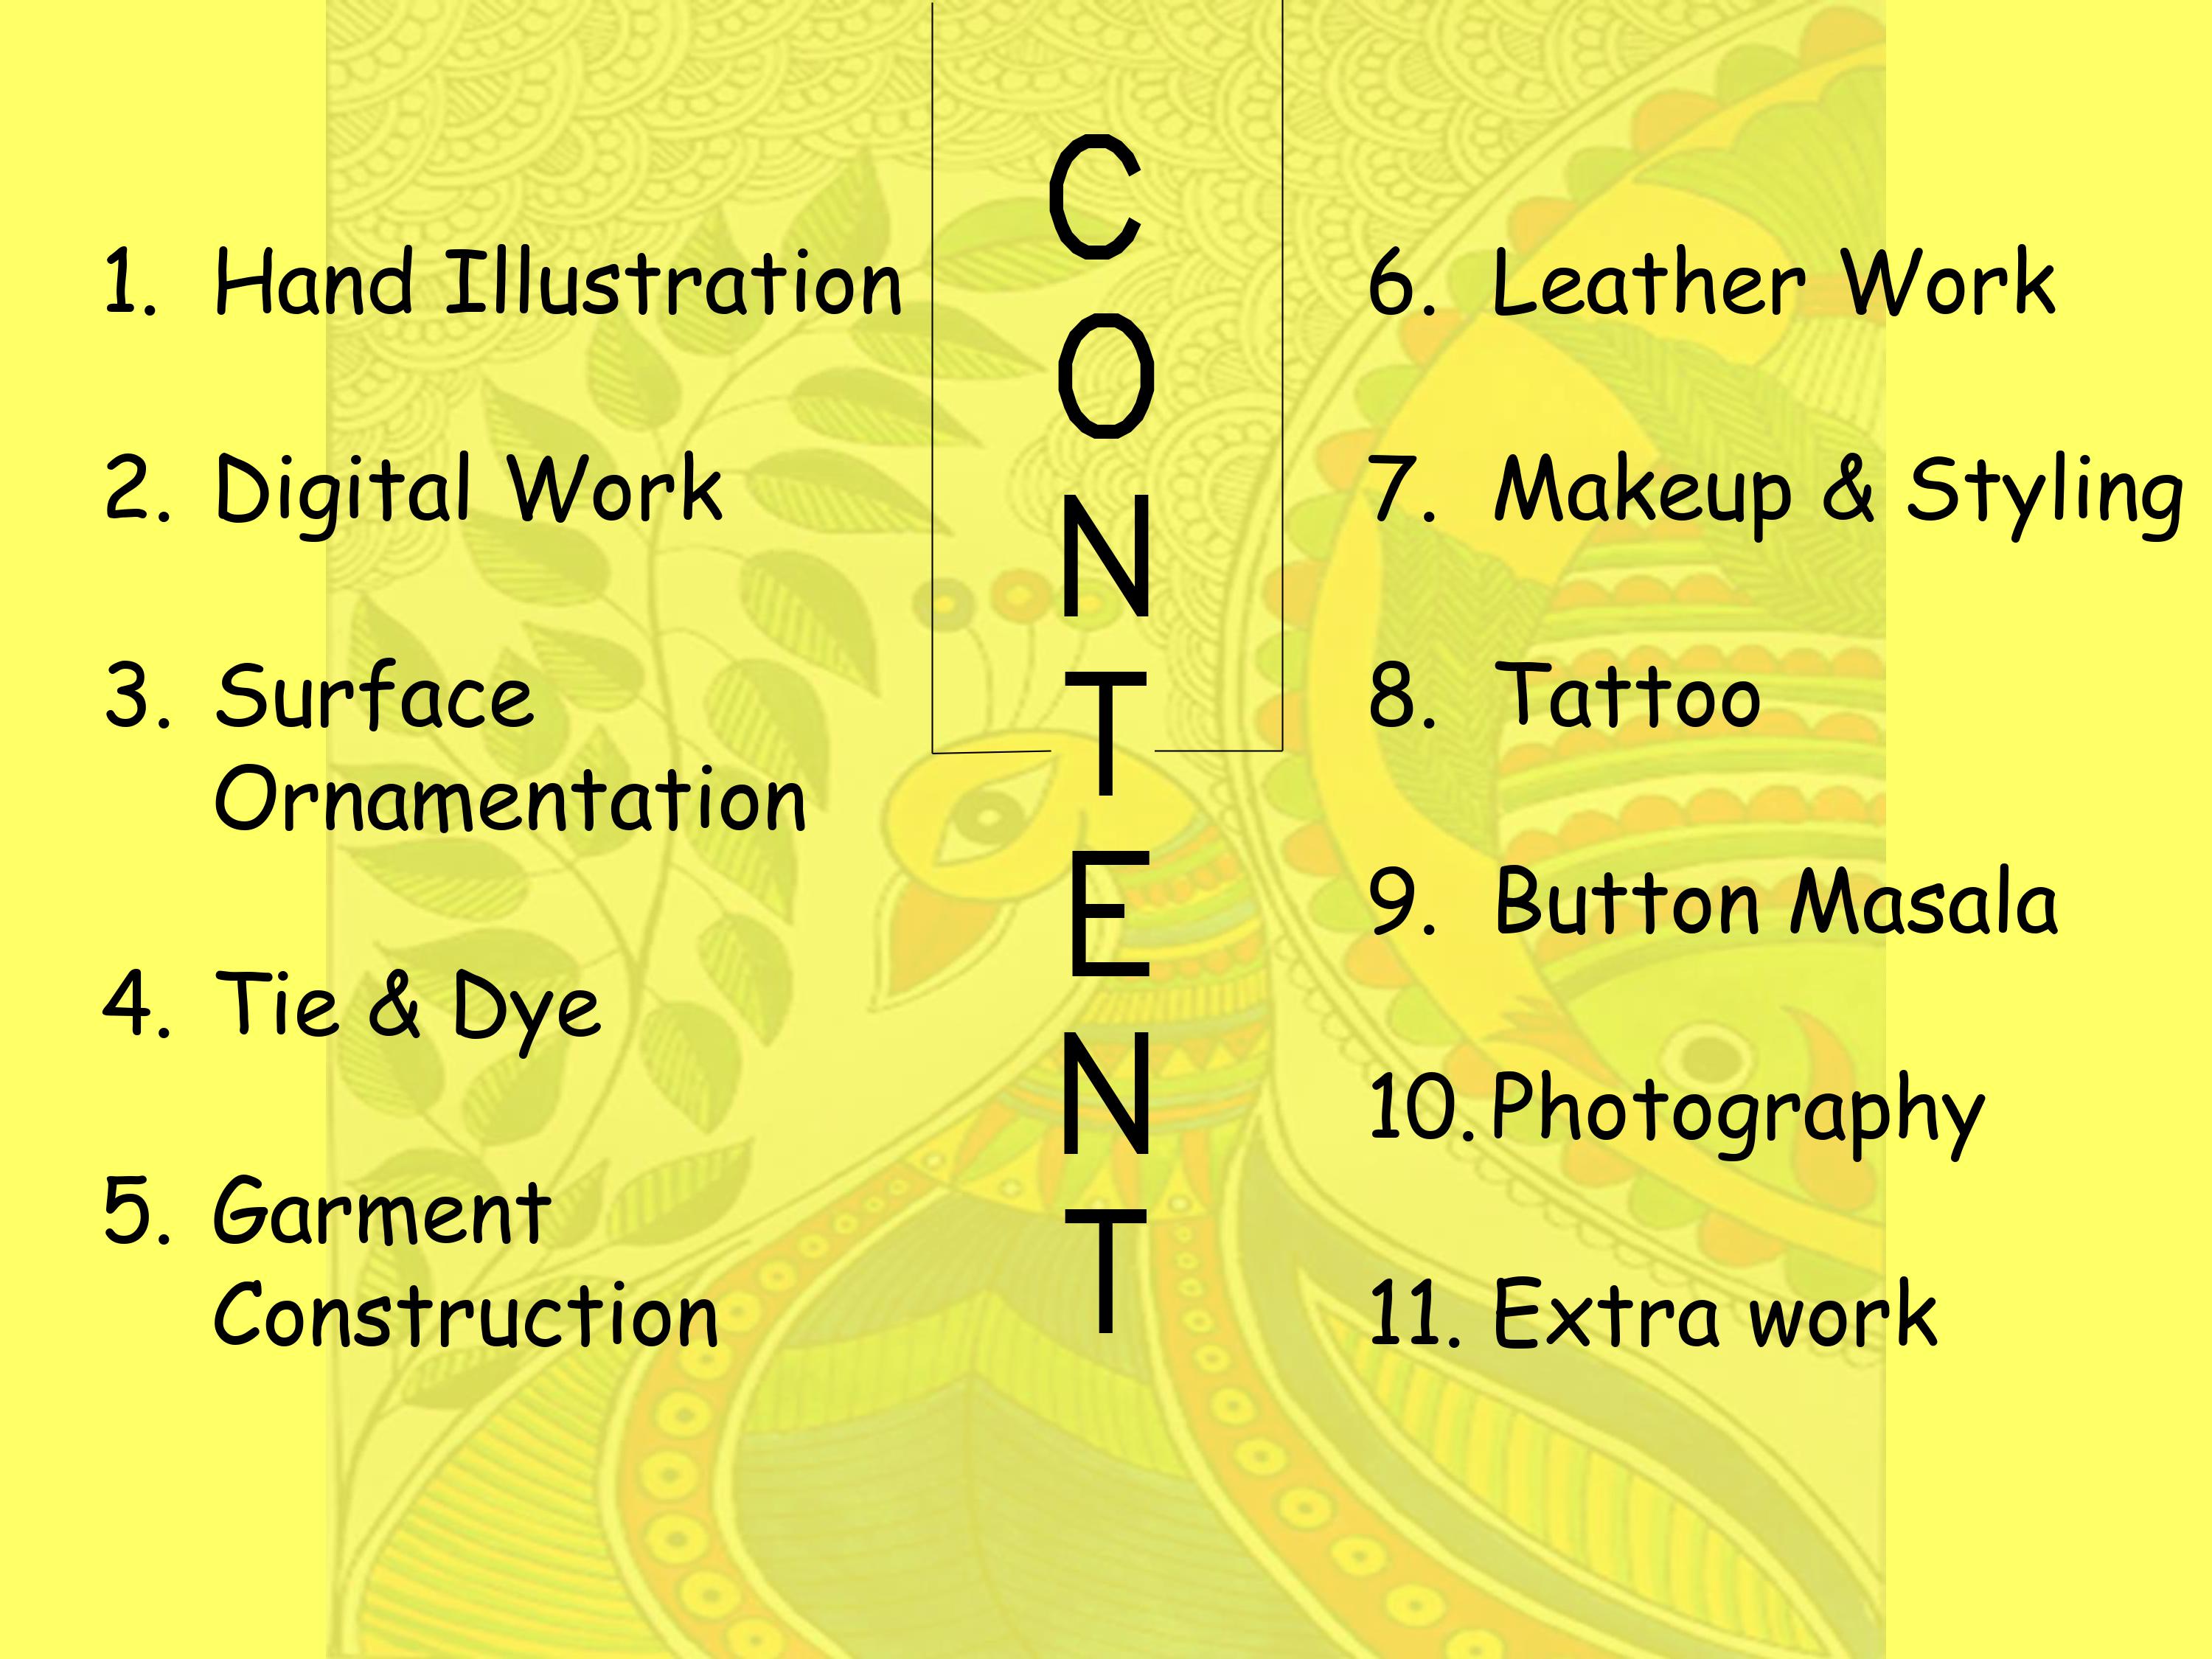 C
O
N
T
E
N
T
1. Hand Illustration
2. Digital Work
3. Surface
Ornamentation
4. Tie & Dye
5. Garment
Construction
6. Leather Work
7. Makeup & Styling
8. Tattoo
9. Button Masala
10. Photography
11. Extra work